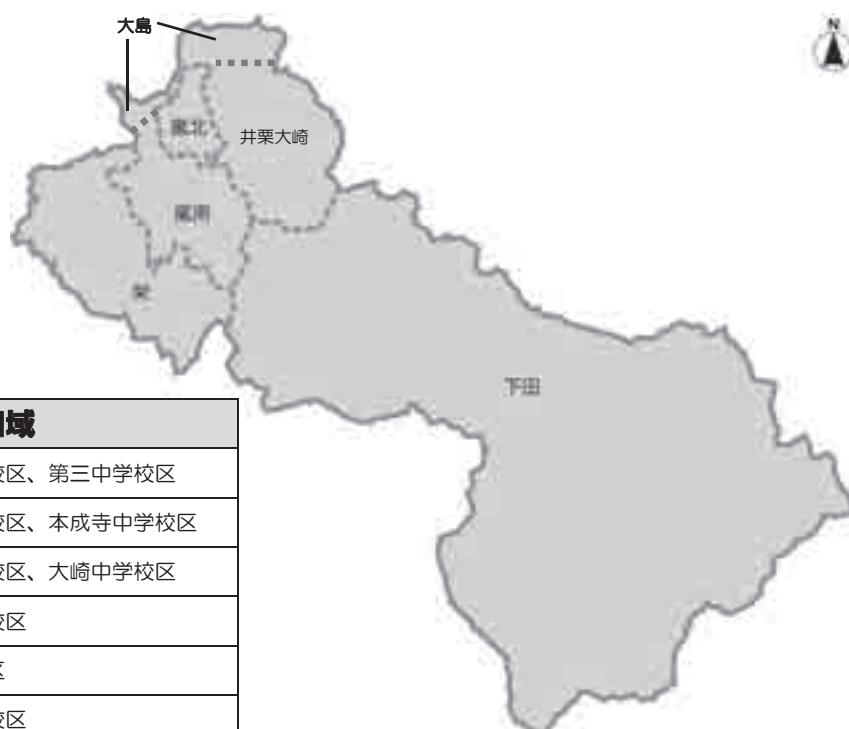 大島
N
嵐北
井栗大崎
嵐南
栄
下田
域
校区、第三中学校区
校区、本成寺中学校区
校区、大崎中学校区
校区
区
校区